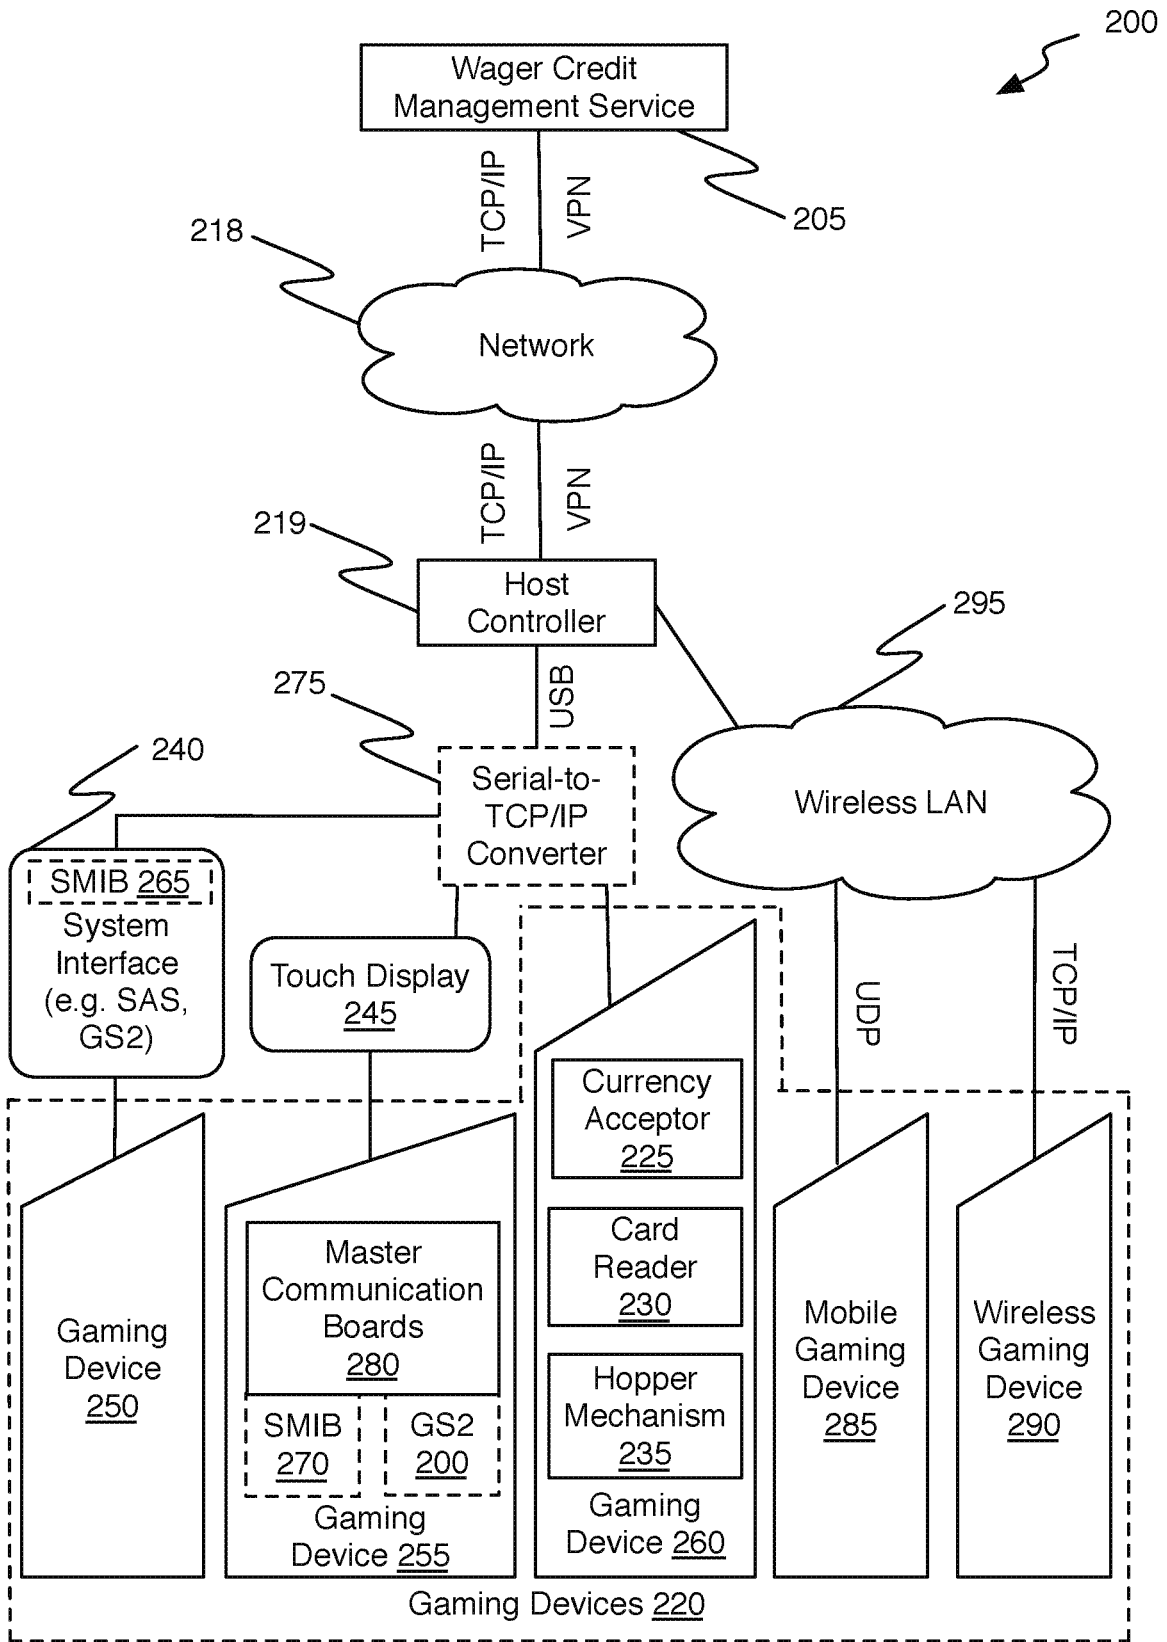 200
Wager Credit
Management Service
TCP/IP
VPN
205
218
Network
TCP/IP
VPN
219
Host
Controller
295
275
USB
240
Serial-to-
TCP/IP
Converter
Wireless LAN
SMIB 265
System
Interface
(e.g. SAS,
GS2)
Touch Display
245
UDP
TCP/IP
Currency
Acceptor
225
Card
Reader
230
Hopper
Mechanism
235
Gaming
Device 260
Master
Communication
Boards
280
SMIB
270
GS2
200
Gaming
Device 255
Gaming
Device
250
Mobile
Gaming
Device
285
Wireless
Gaming
Device
290
Gaming Devices 220